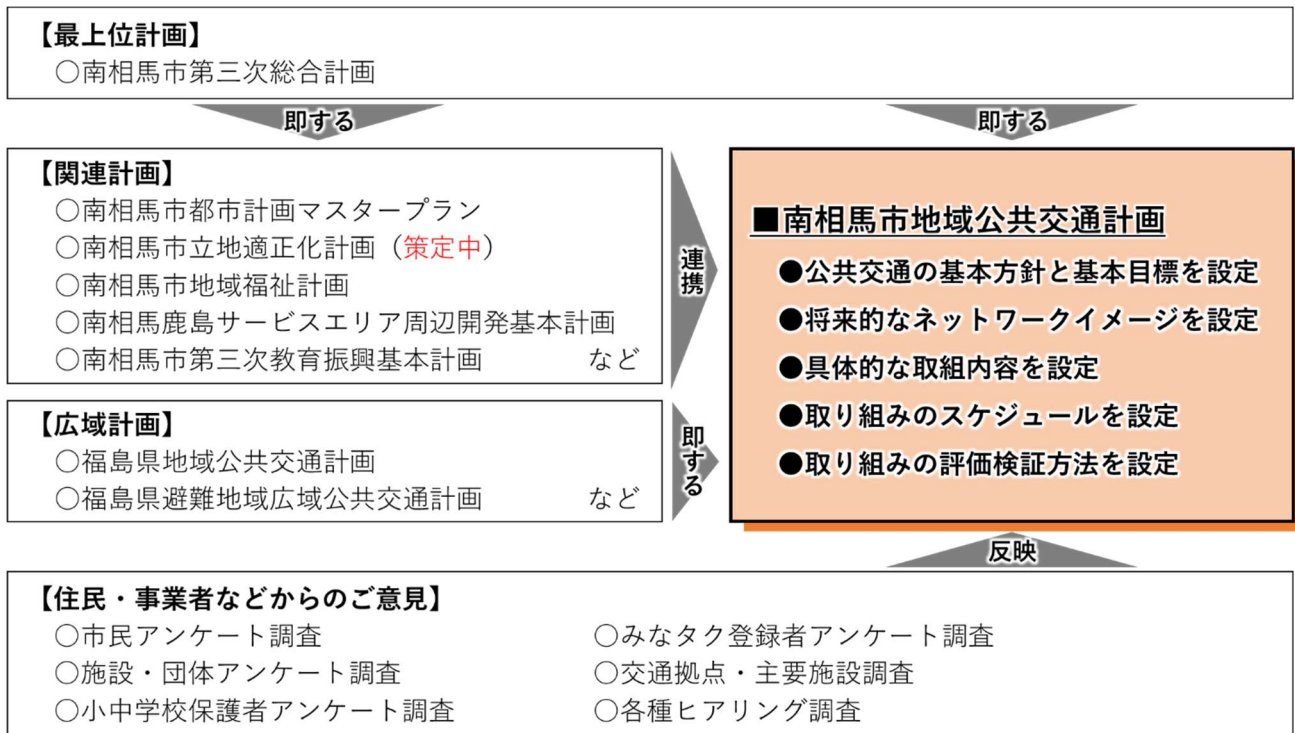 【最上位計画】
○南相馬市第三次総合計画
即する
即する
【関連計画】
○南相馬市都市計画マスタープラン
○南相馬市立地適正化計画（策定中）
○南相馬市地域福祉計画
○南相馬鹿島サービスエリア周辺開発基本計画
○南相馬市第三次教育振興基本計画　など
連携
【広域計画】
○福島県地域公共交通計画
○福島県避難地域広域公共交通計画　など
即する
■南相馬市地域公共交通計画
●公共交通の基本方針と基本目標を設定
●将来的なネットワークイメージを設定
●具体的な取組内容を設定
●取り組みのスケジュールを設定
●取り組みの評価検証方法を設定
反映
【住民・事業者などからのご意見】
○市民アンケート調査
○施設・団体アンケート調査
○小中学校保護者アンケート調査
○みなタク登録者アンケート調査
○交通拠点・主要施設調査
○各種ヒアリング調査